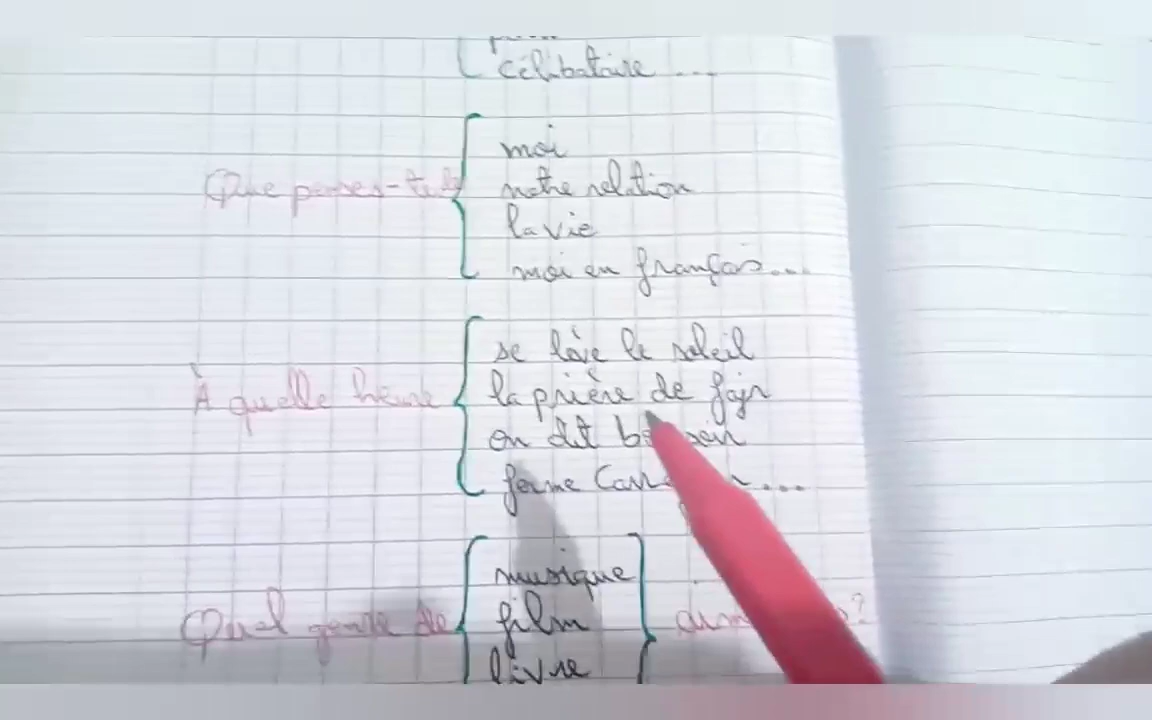 célibataire ...
Que penses-tu de
moi
notre relation
la vie
moi en français...
À quelle heure
se lève le soleil
la prière de fajr
on dit bonsoir
ferme ...
Quel genre de
musique
film
livre
?